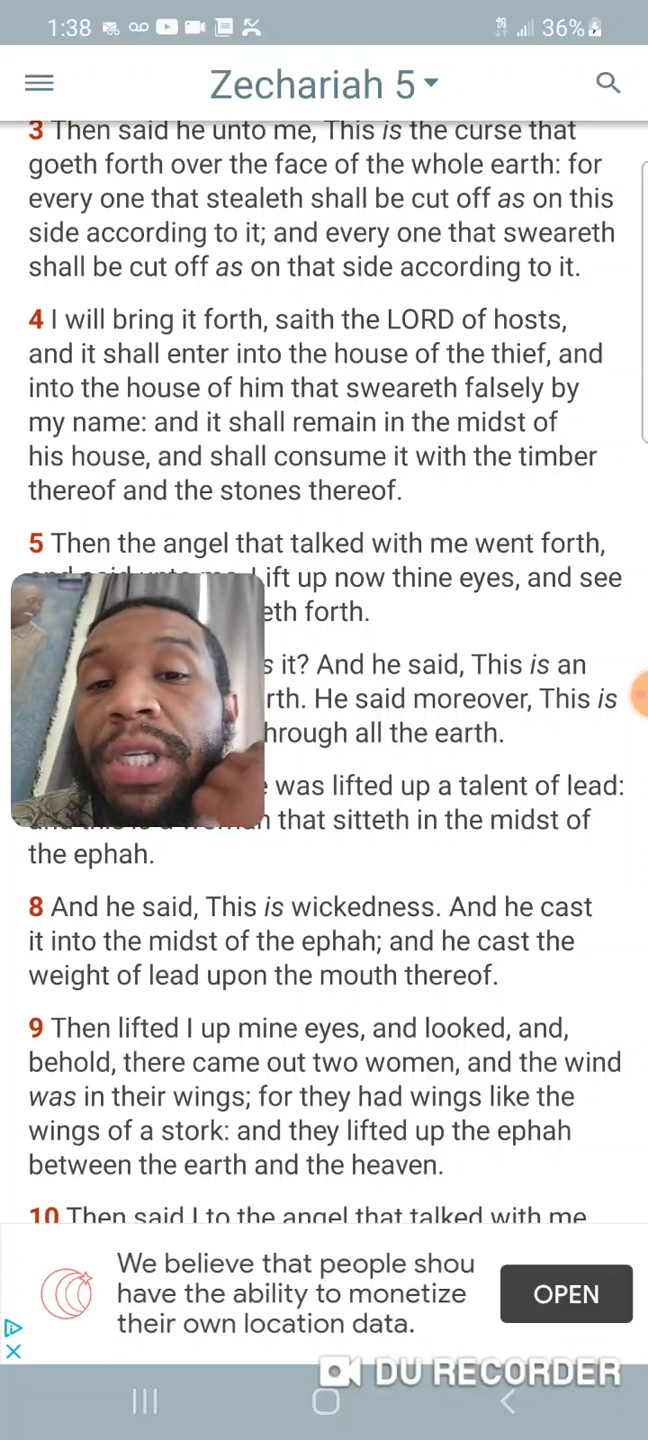 1:38
36%
Zechariah 5
3 Then said he unto me, This is the curse that
goeth forth over the face of the whole earth: for
every one that stealeth shall be cut off as on this
side according to it; and every one that sweareth
shall be cut off as on that side according to it.
4 I will bring it forth, saith the LORD of hosts,
and it shall enter into the house of the thief, and
into the house of him that sweareth falsely by
my name: and it shall remain in the midst of
his house, and shall consume it with the timber
thereof and the stones thereof.
5 Then the angel that talked with me went forth,
and said unto me, Lift up now thine eyes, and see
eth forth.
s it? And he said, This is an
rth. He said moreover, This is
hrough all the earth.
e was lifted up a talent of lead:
and this is a woman that sitteth in the midst of
the ephah.
8 And he said, This is wickedness. And he cast
it into the midst of the ephah; and he cast the
weight of lead upon the mouth thereof.
9 Then lifted I up mine eyes, and looked, and,
behold, there came out two women, and the wind
was in their wings; for they had wings like the
wings of a stork: and they lifted up the ephah
between the earth and the heaven.
10 Then said I to the angel that talked with me
We believe that people shou
have the ability to monetize
their own location data.
OPEN
DU RECORDER